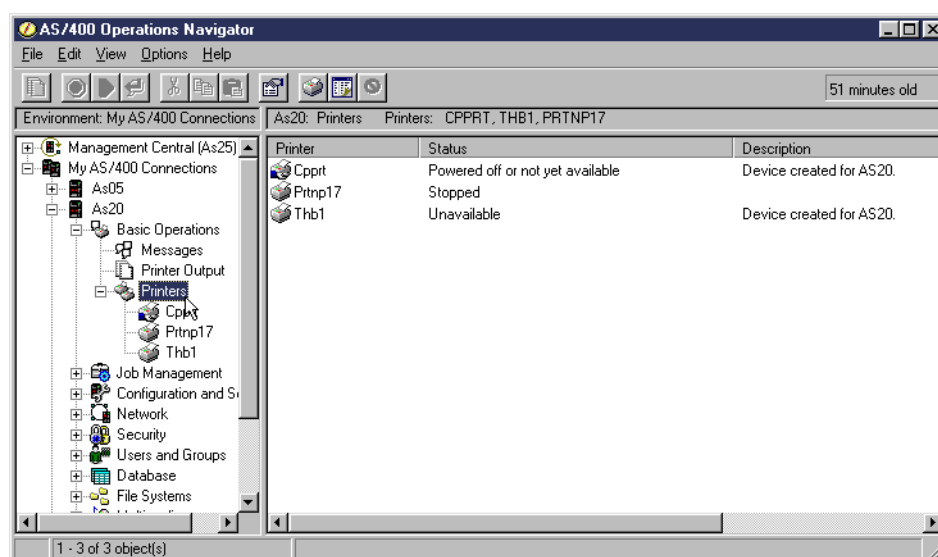 AS/400 Operations Navigator
File Edit View Options Help
51 minutes old
Environment: My AS/400 Connections
As20: Printers Printers: CPPRT, THB1, PRTNP17
Management Central (As25)
My AS/400 Connections
As05
As20
Basic Operations
Messages
Printer Output
Printers
Prtnp17
Thb1
Job Management
Configuration and
Network
Security
Users and Groups
Database
File Systems
Printer Status Description
Cpprt Powered off or not yet available Device created for AS20.
Prtnp17 Stopped
Thb1 Unavailable Device created for AS20.
1 - 3 of 3 object(s)